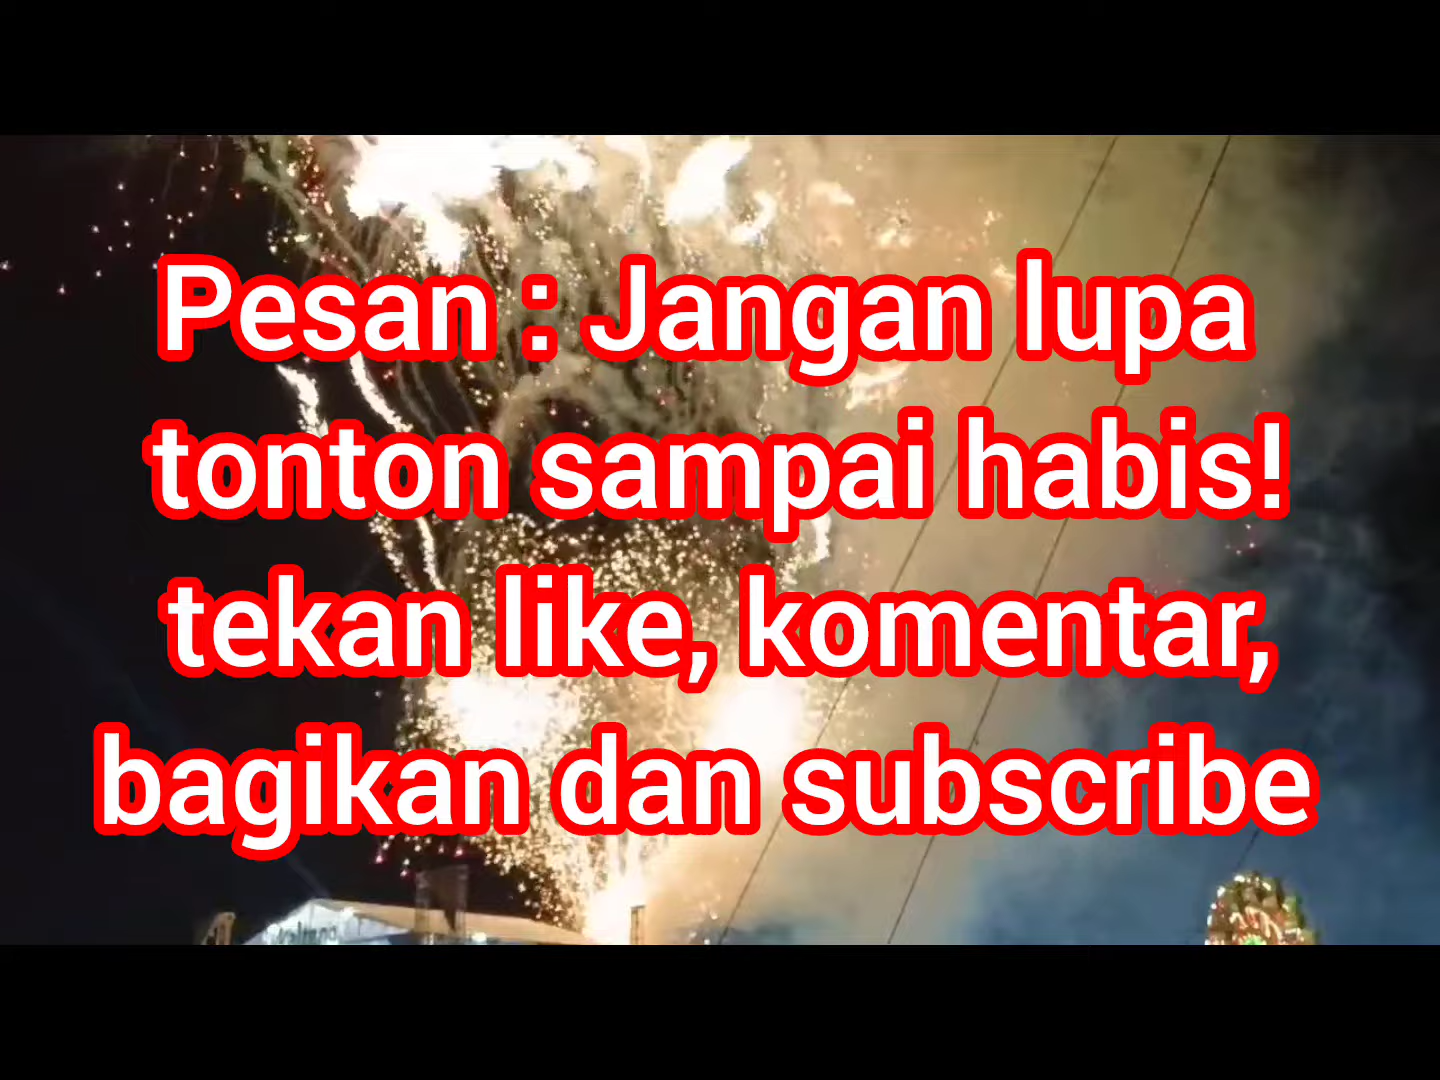 Pesan : Jangan lupa
tonton sampai habis!
tekan like, komentar,
bagikan dan subscribe